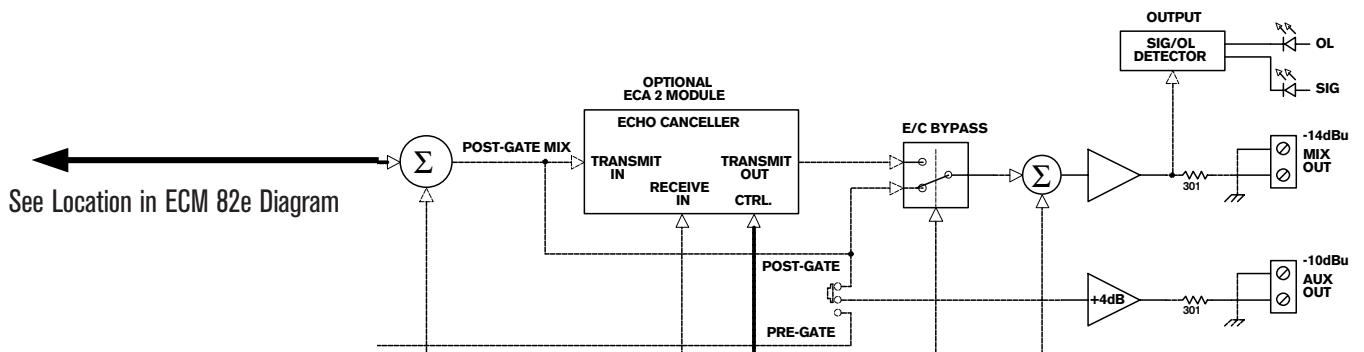 OUTPUT
SIG/OL
DETECTOR
OL
SIG
OPTIONAL
ECA 2 MODULE
ECHO CANCELLER
TRANSMIT
IN
TRANSMIT
OUT
RECEIVE
IN
CTRL.
E/C BYPASS
Σ
POST-GATE MIX
Σ
301
-14dBu
MIX
OUT
See Location in ECM 82e Diagram
POST-GATE
PRE-GATE
+4dB
301
-10dBu
AUX
OUT